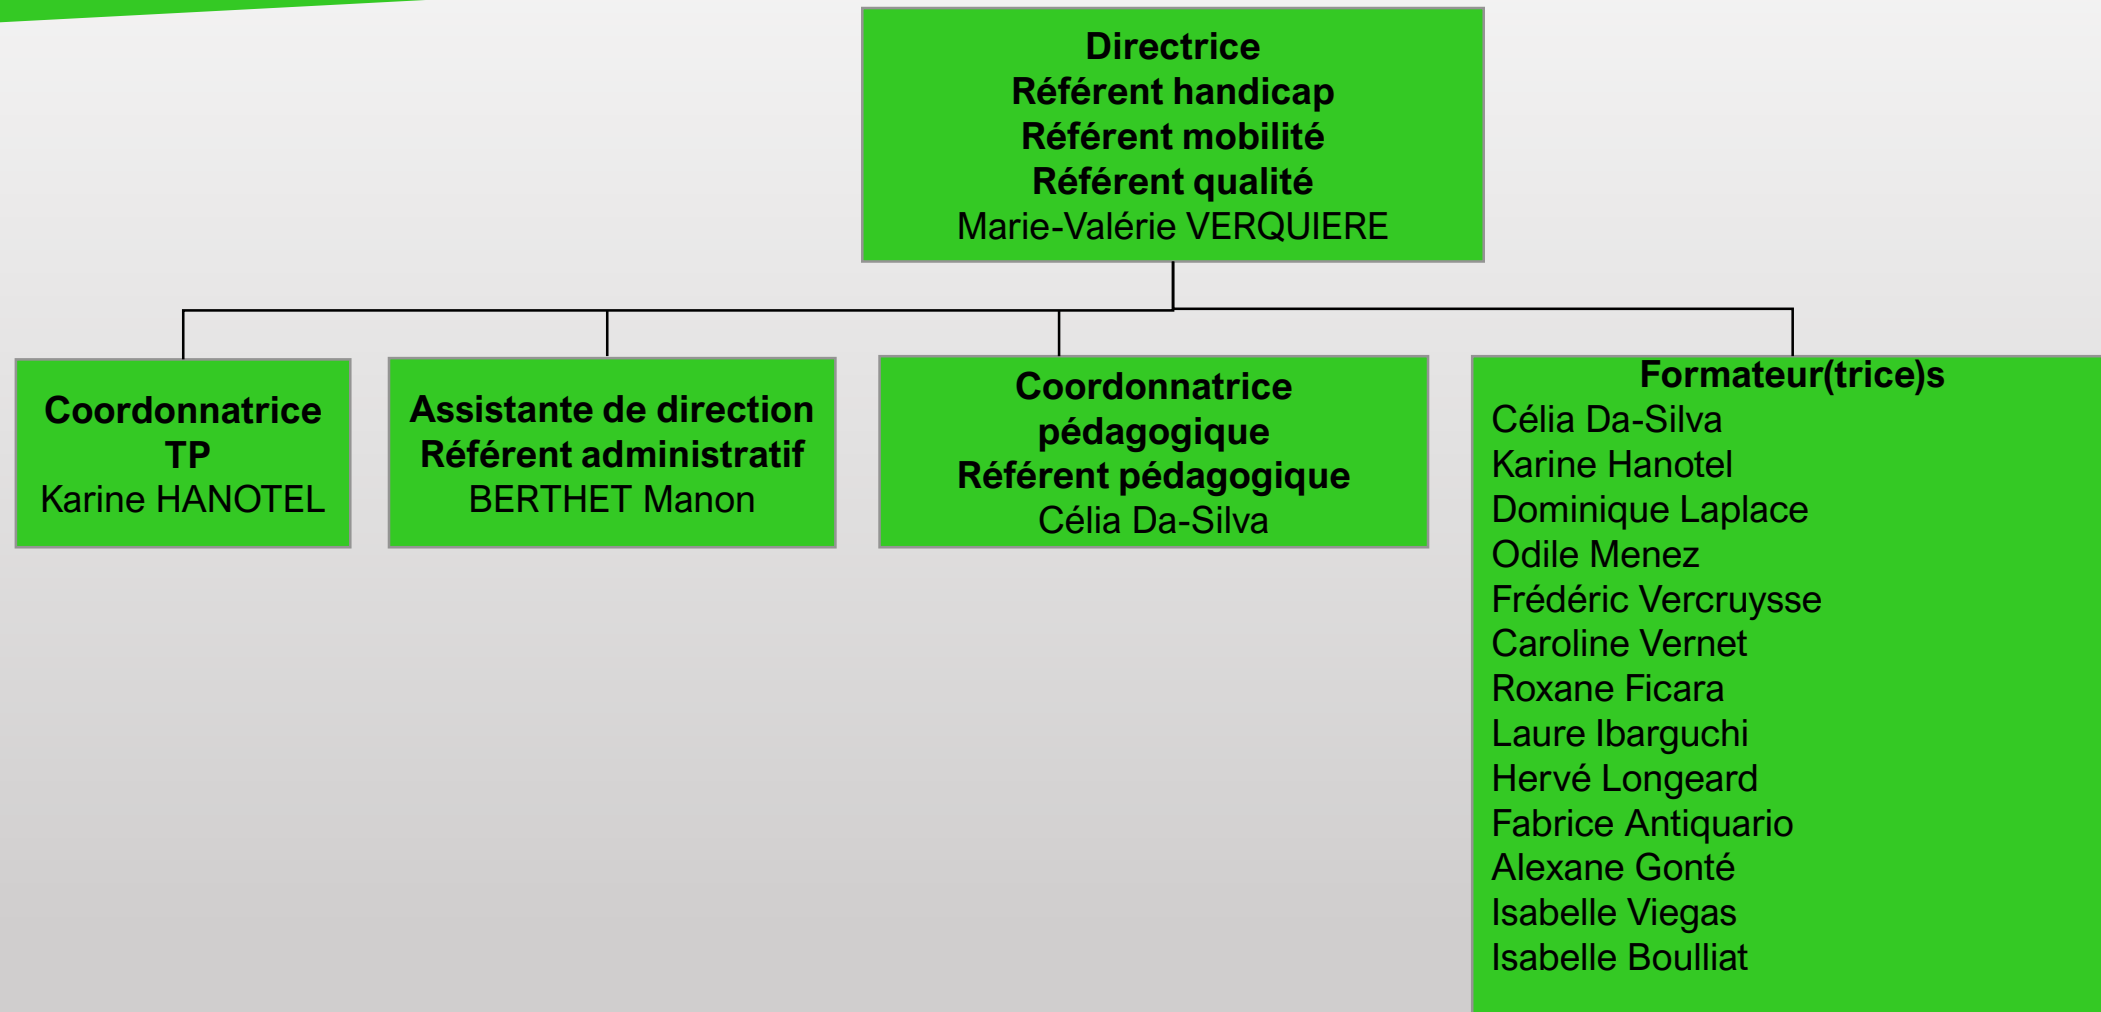 Directrice
Référent handicap
Référent mobilité
Référent qualité
Marie-Valérie VERQUIERE
Coordonnatrice
TP
Karine HANOTEL
Assistante de direction
Référent administratif
BERTHET Manon
Coordonnatrice
pédagogique
Référent pédagogique
Célia Da-Silva
Formateur(trice)s
Célia Da-Silva
Karine Hanotel
Dominique Laplace
Odile Menez
Frédéric Vercruysse
Caroline Vernet
Roxane Ficara
Laure Ibarguchi
Hervé Longeard
Fabrice Antiquario
Alexane Gonté
Isabelle Viegas
Isabelle Boulliat